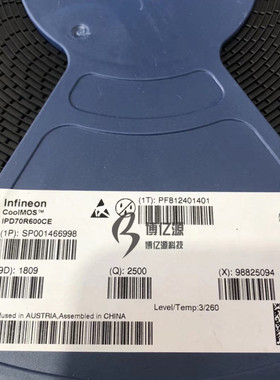 Infineon
CoolMOS™
IPD70R600CE
(1T): PF812401401
(1P): SP001466998
博亿源
博亿源科技
9D): 1809
(Q): 2500
(X): 98825094
Level/Temp: 3/260
fused in AUSTRIA, Assembled in CHINA